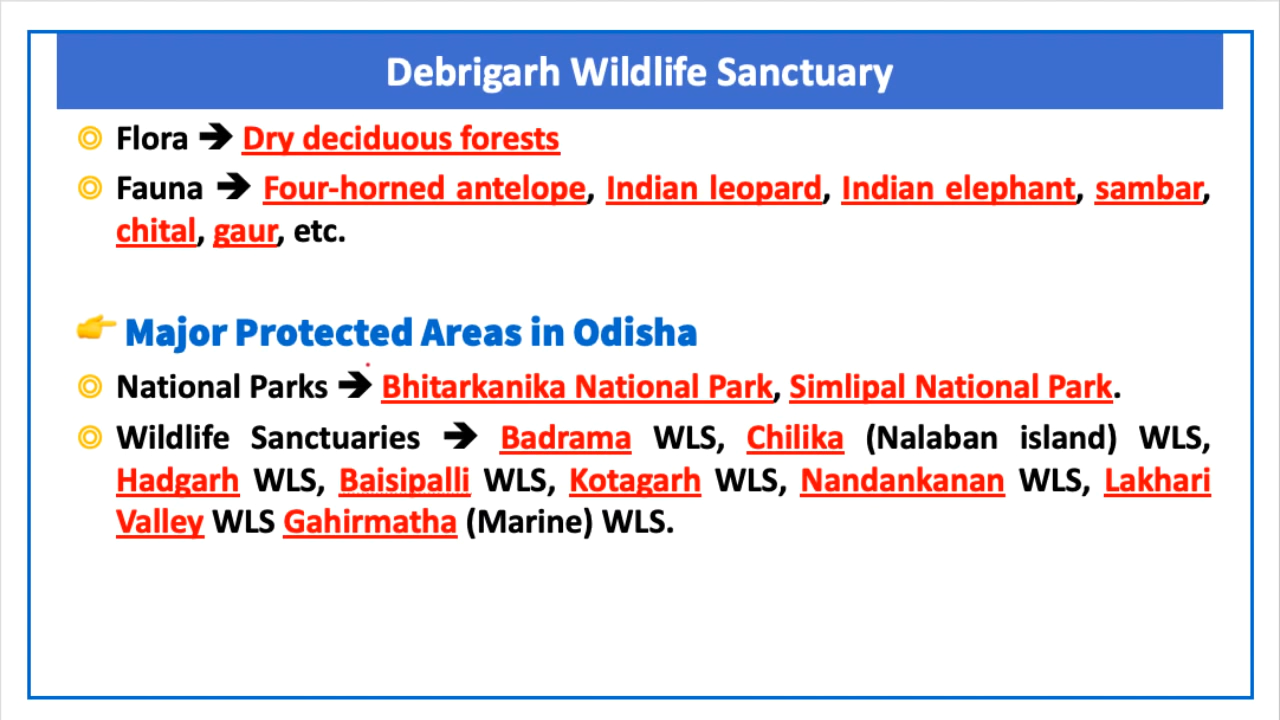 Debrigarh Wildlife Sanctuary
Flora → Dry deciduous forests
Fauna → Four-horned antelope, Indian leopard, Indian elephant, sambar,
chital, gaur, etc.
👉 Major Protected Areas in Odisha
National Parks → Bhitarkanika National Park, Simlipal National Park.
Wildlife Sanctuaries → Badrama WLS, Chilika (Nalaban island) WLS,
Hadgarh WLS, Baisipalli WLS, Kotagarh WLS, Nandankanan WLS, Lakhari
Valley WLS Gahirmatha (Marine) WLS.